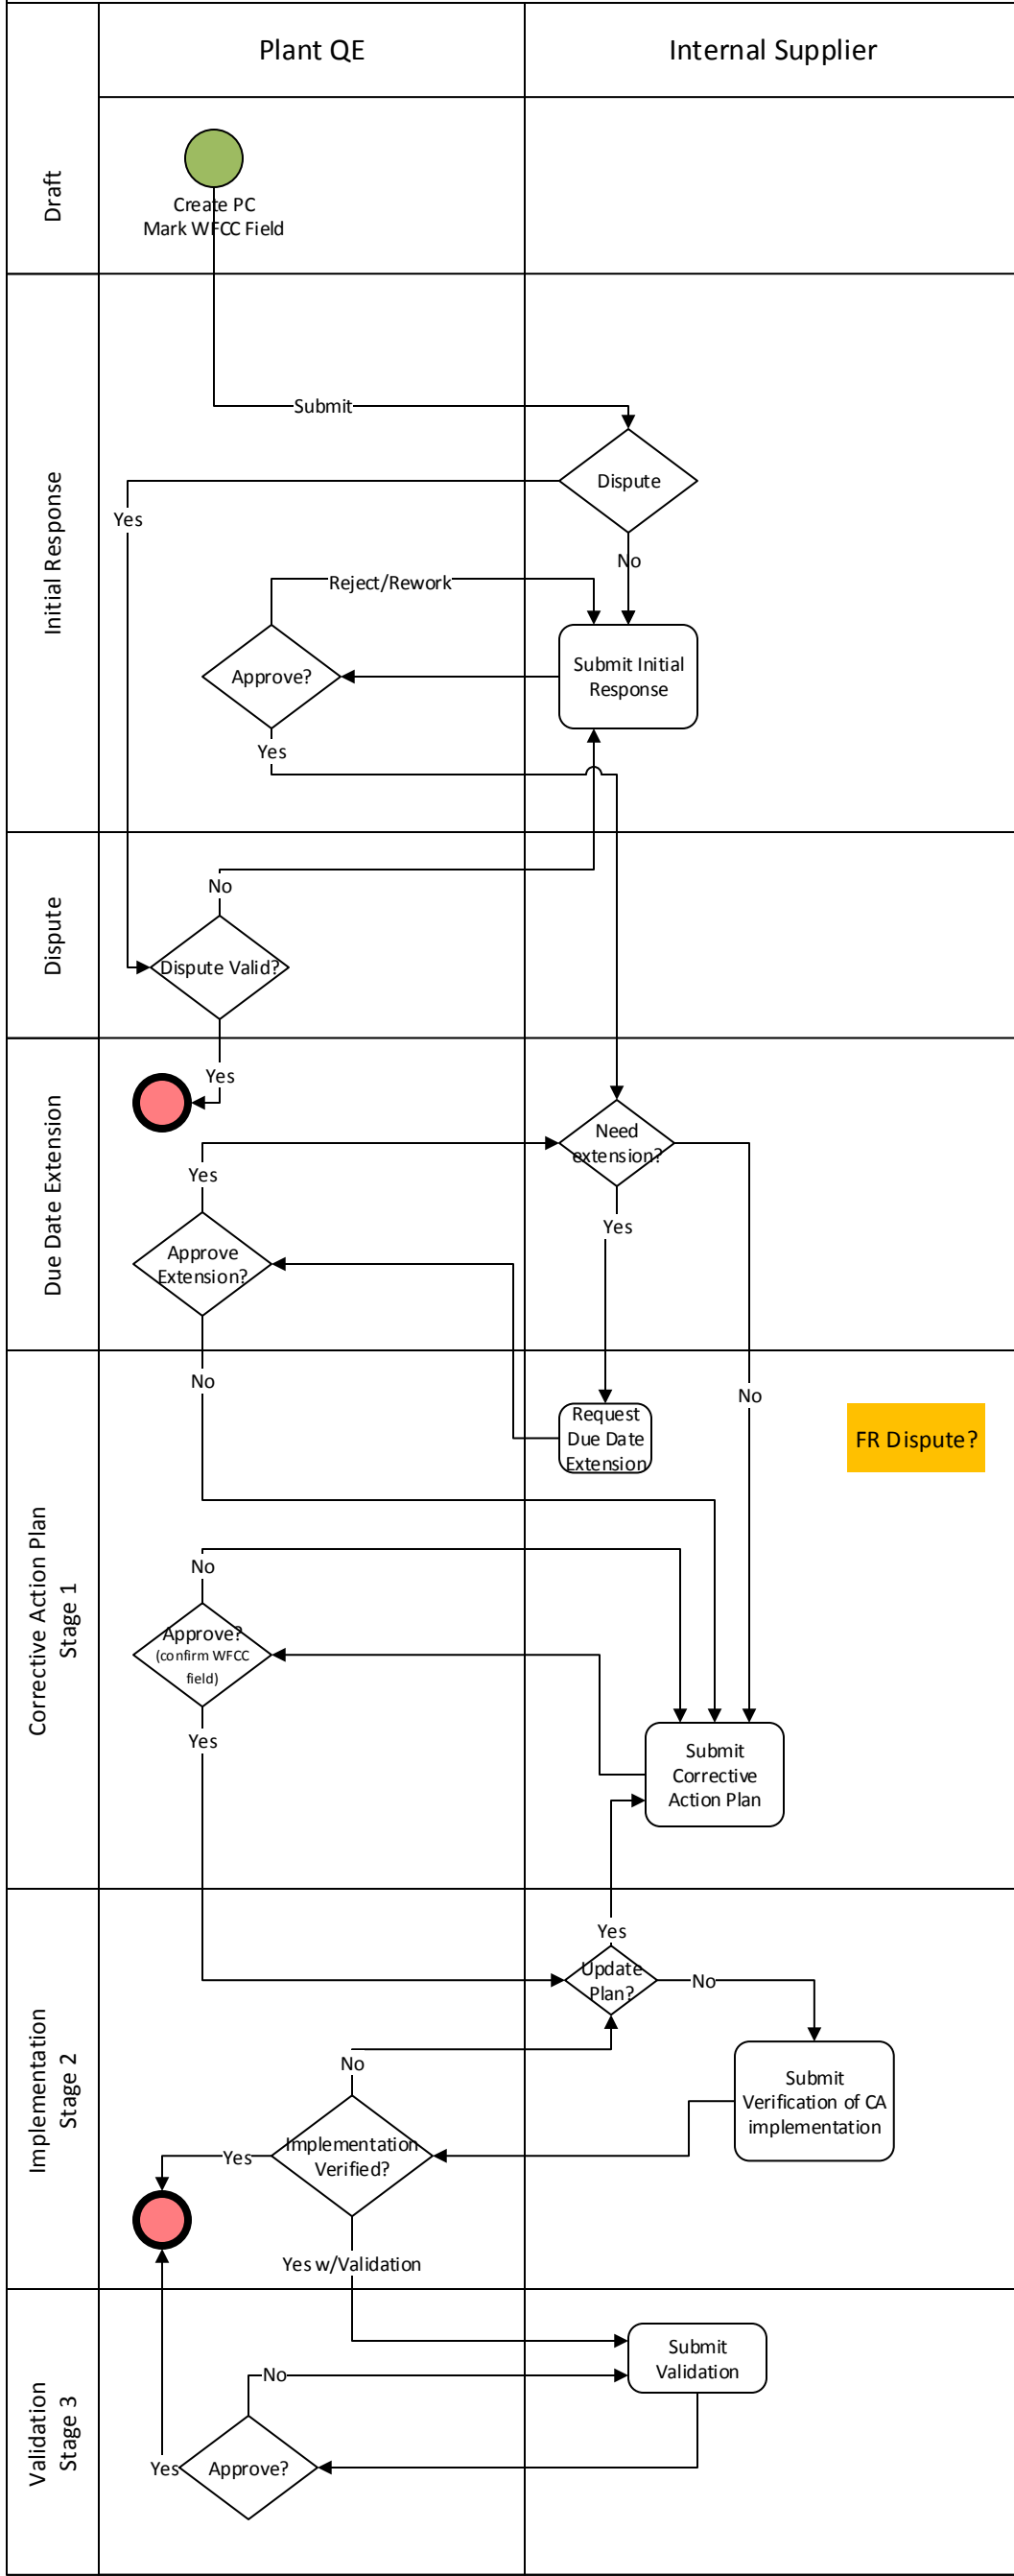 Plant QE
Internal Supplier
Draft
Create PC
Mark WFCC Field
Initial Response
Submit
Dispute
Yes
No
Reject/Rework
Approve?
Submit Initial
Response
Yes
Dispute
No
Dispute Valid?
Yes
Due Date Extension
Need
extension?
Yes
Yes
Approve
Extension?
No
No
Request
Due Date
Extension
FR Dispute?
Corrective Action Plan
Stage 1
No
Approve?
(confirm WFCC
field)
Yes
Submit
Corrective
Action Plan
Implementation
Stage 2
Yes
Update
Plan?
No
No
Submit
Verification of CA
implementation
Implementation
Verified?
Yes
Yes w/Validation
Validation
Stage 3
Submit
Validation
No
Approve?
Yes